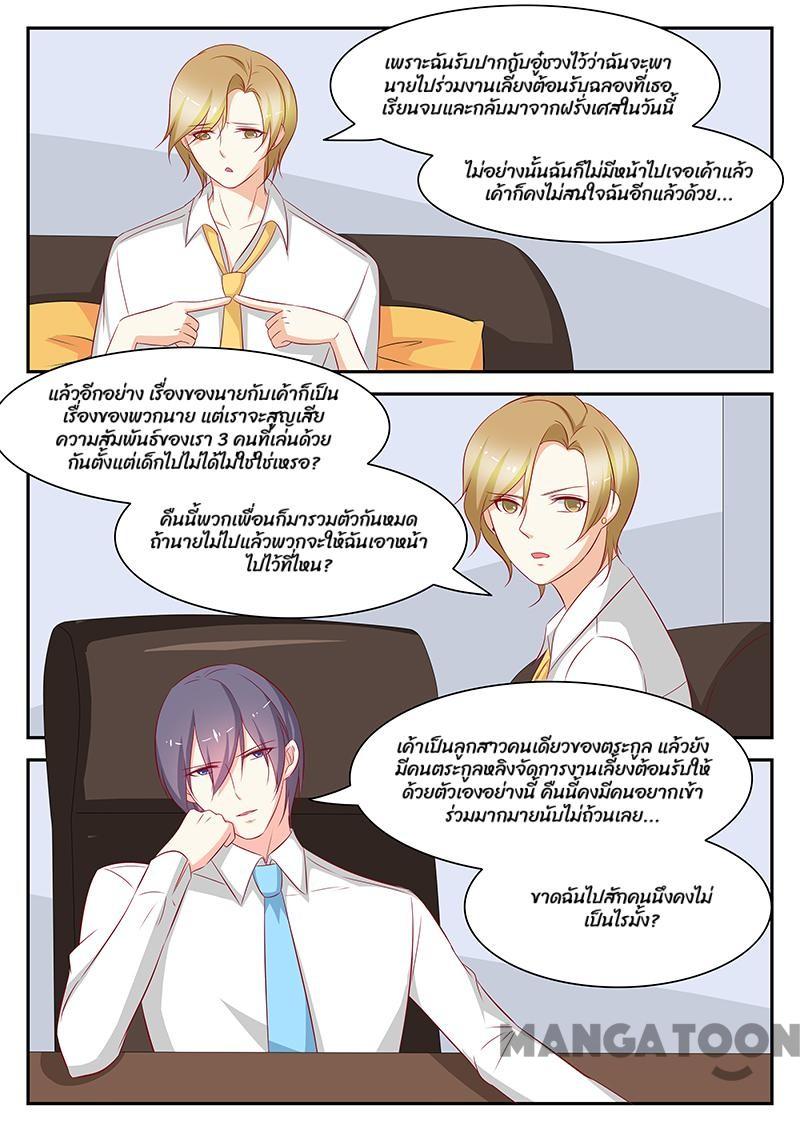 เพราะฉันรับปากกับอู๋ชวงไว้ว่าฉันจะพา
นายไปร่วมงานเลี้ยงต้อนรับฉลองที่เธอ
เรียนจบและกลับมาจากฝรั่งเศสในวันนี้
ไม่อย่างนั้นฉันก็ไม่มีหน้าไปเจอเค้าแล้ว
เค้าก็คงไม่สนใจฉันอีกแล้วด้วย...
แล้วอีกอย่าง เรื่องของนายกับเค้าก็เป็น
เรื่องของพวกนาย แต่เราจะสูญเสีย
ความสัมพันธ์ของเรา 3 คนที่เล่นด้วย
กันตั้งแต่เด็กไปไม่ได้ไม่ใช่ใช่เหรอ?
คืนนี้พวกเพื่อนก็มารวมตัวกันหมด
ถ้านายไม่ไปแล้วพวกจะให้ฉันเอาหน้า
ไปไว้ที่ไหน?
เค้าเป็นลูกสาวคนเดียวของตระกูล แล้วยัง
มีคนตระกูลหลิงจัดการงานเลี้ยงต้อนรับให้
ด้วยตัวเองอย่างนี้ คืนนี้คงมีคนอยากเข้า
ร่วมมากมายนับไม่ถ้วนเลย...
ขาดฉันไปสักคนนึงคงไม่
เป็นไรมั้ง?
MANGATOON